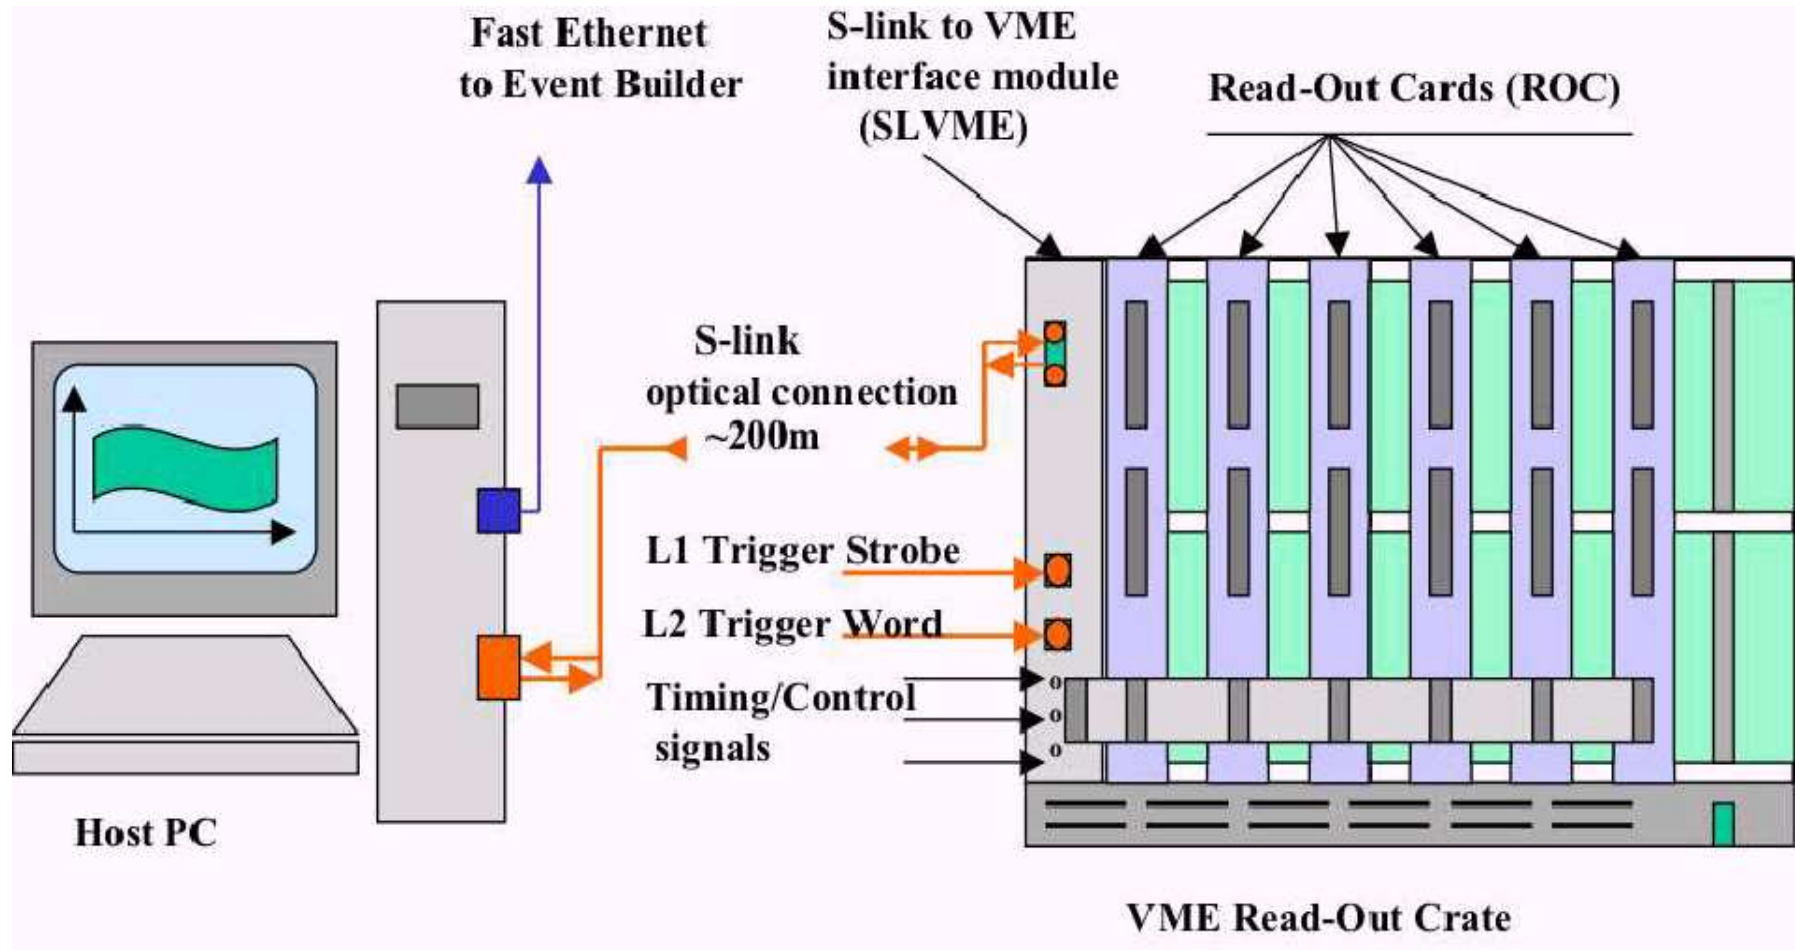 Fast Ethernet
to Event Builder
S-link to VME
interface module
(SLVME)
Read-Out Cards (ROC)
S-link
optical connection
~200m
L1 Trigger Strobe
L2 Trigger Word
Timing/Control
signals
o
o
o
Host PC
VME Read-Out Crate